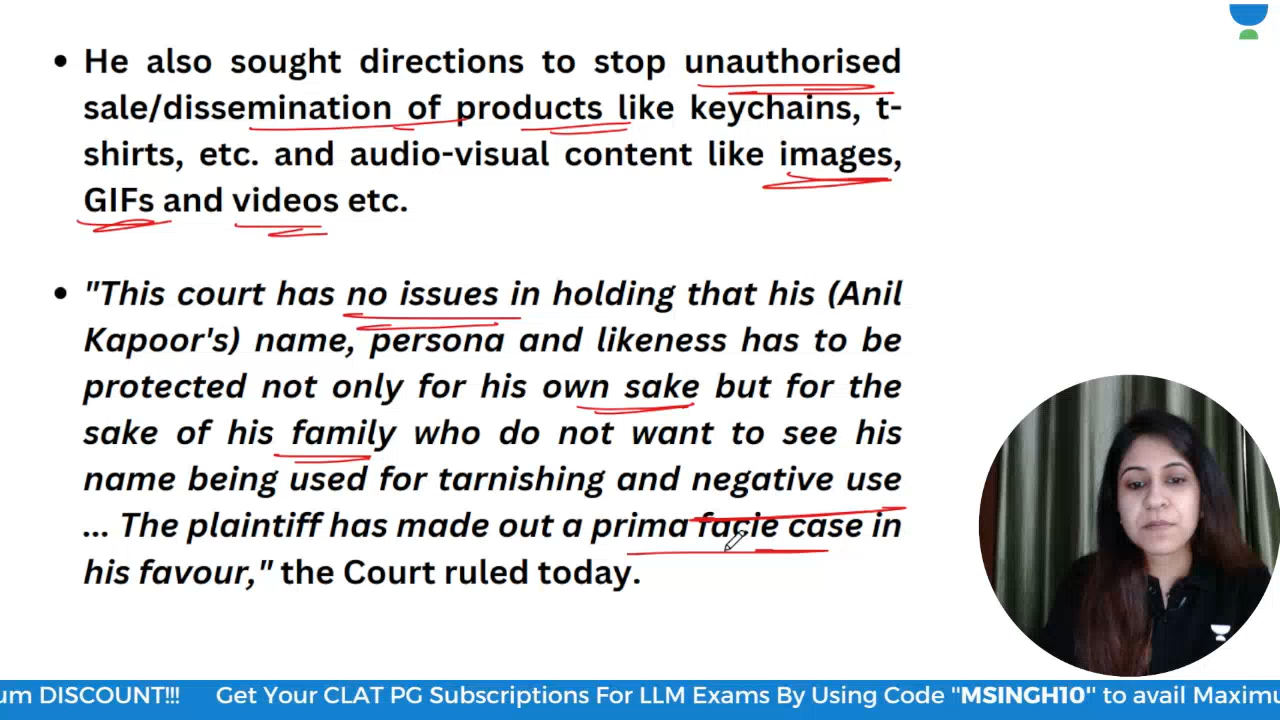 • He also sought directions to stop unauthorised
sale/dissemination of products like keychains, t-
shirts, etc. and audio-visual content like images,
GIFs and videos etc.
• "This court has no issues in holding that his (Anil
Kapoor's) name, persona and likeness has to be
protected not only for his own sake but for the
sake of his family who do not want to see his
name being used for tarnishing and negative use
... The plaintiff has made out a prima facie case in
his favour," the Court ruled today.
um DISCOUNT!!! Get Your CLAT PG Subscriptions For LLM Exams By Using Code "MSINGH10" to avail Maximu